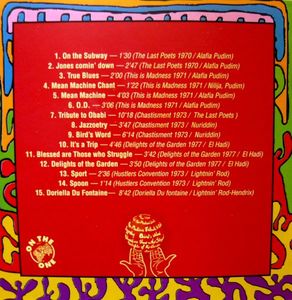 1. On the Subway — 1'30 (The Last Poets 1970 / Alafia Pudim)
2. Jones comin' down — 2'47 (The Last Poets 1970 / Alafia Pudim)
3. True Blues — 2'00 (This is Madness 1971 / Alafia Pudim)
4. Mean Machine Chant — 1'22 (This is Madness 1971 / Nilija, Pudim)
5. Mean Machine — 4'00 (This is Madness 1971 / Alafia Pudim)
6. O.D. — 3'06 (This is Madness 1971 / Alafia Pudim)
7. Tribute to Obabi — 10'18 (Chastisment 1973 / The Last Poets )
8. Jazzoetry — 3'47 (Chastisment 1973 / Nuriddin)
9. Bird's Word — 6'14 (Chastisment 1973 / Nuriddin)
10. It's a Trip — 4'46 (Delights of the Garden 1977 / El Hadi)
11. Blessed are Those who Struggle — 3'42 (Delights of the Garden 1977 / El Hadi)
12. Delights of the Garden — 4'50 (Delights of the Garden 1977 / El Hadi)
13. Sport — 2'36 (Hustlers Convention 1973 / Lightnin' Rod)
14. Spoon — 1'14 (Hustlers Convention 1973 / Lightnin' Rod)
15. Doriella Du Fontaine — 8'42 (Doriella Du Fontaine / Lightnin' Rod-Hendrix)
ON THE ONE